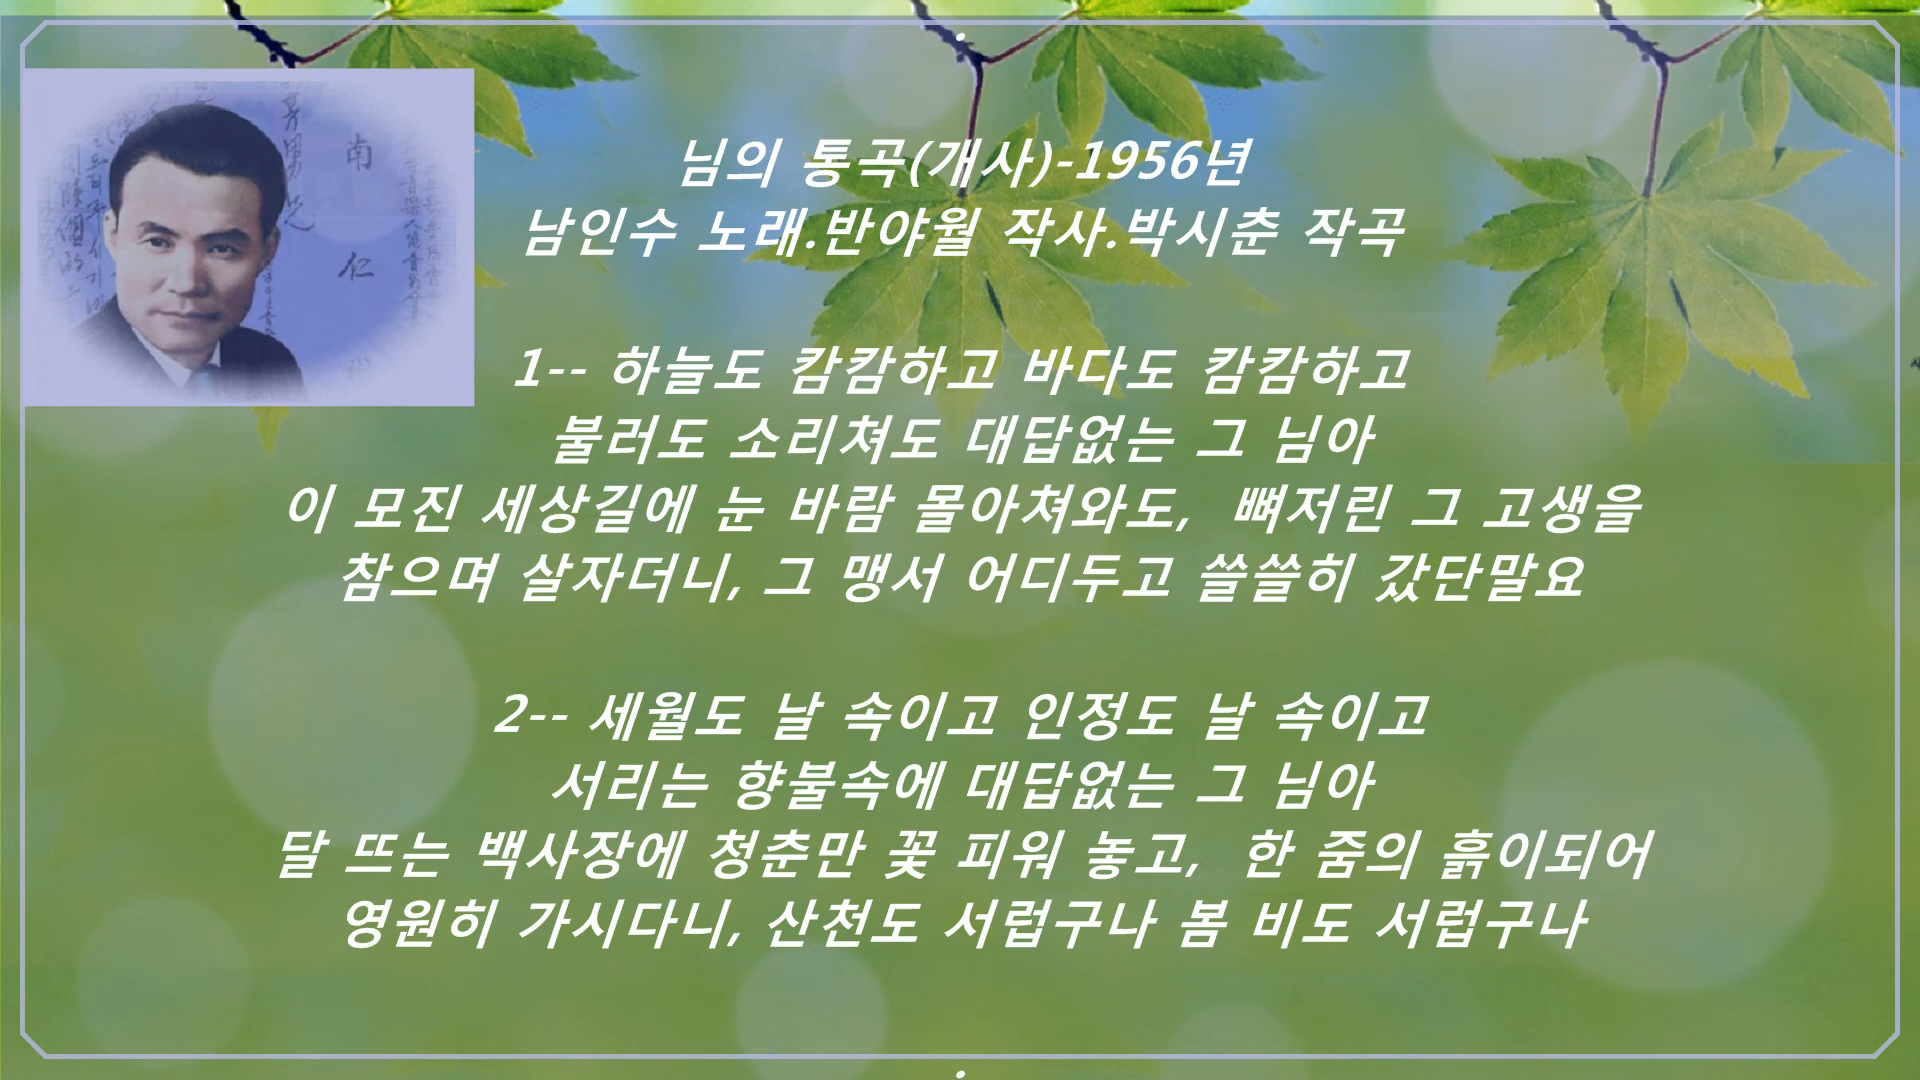 님의 통곡(개사)-1956년
남인수 노래.반야월 작사.박시춘 작곡
1-- 하늘도 캄캄하고 바다도 캄캄하고
불러도 소리쳐도 대답없는 그 님아
이 모진 세상길에 눈 바람 몰아쳐와도, 뼈저린 그 고생을
참으며 살자더니, 그 맹서 어디두고 쓸쓸히 갔단말요
2-- 세월도 날 속이고 인정도 날 속이고
서리는 향불속에 대답없는 그 님아
달 뜨는 백사장에 청춘만 꽃 피워 놓고, 한 줌의 흙이되어
영원히 가시다니, 산천도 서럽구나 봄 비도 서럽구나
南
仁